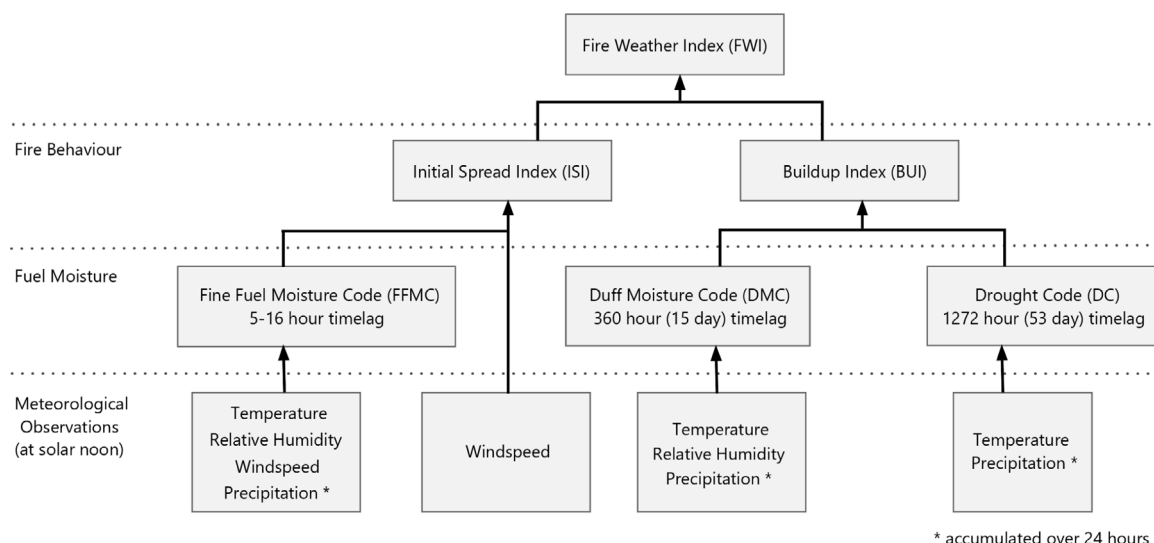 Fire Weather Index (FWI)
Fire Behaviour
Initial Spread Index (ISI)
Buildup Index (BUI)
Fuel Moisture
Fine Fuel Moisture Code (FFMC)
5-16 hour timelag
Duff Moisture Code (DMC)
360 hour (15 day) timelag
Drought Code (DC)
1272 hour (53 day) timelag
Meteorological
Observations
(at solar noon)
Temperature
Relative Humidity
Windspeed
Precipitation *
Windspeed
Temperature
Relative Humidity
Precipitation *
Temperature
Precipitation *
* accumulated over 24 hours